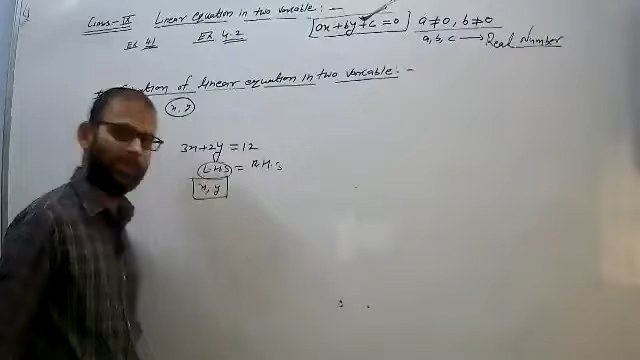 Class-IX Linear equation in two variable:- [ax+by+c=0] a≠0, b≠0
Ex 4.1 Ex 4.2 a, b, c → Real Number
of linear equation in two variable:-
x, y
3x+2y=12
LHS = R.H.S
x, y